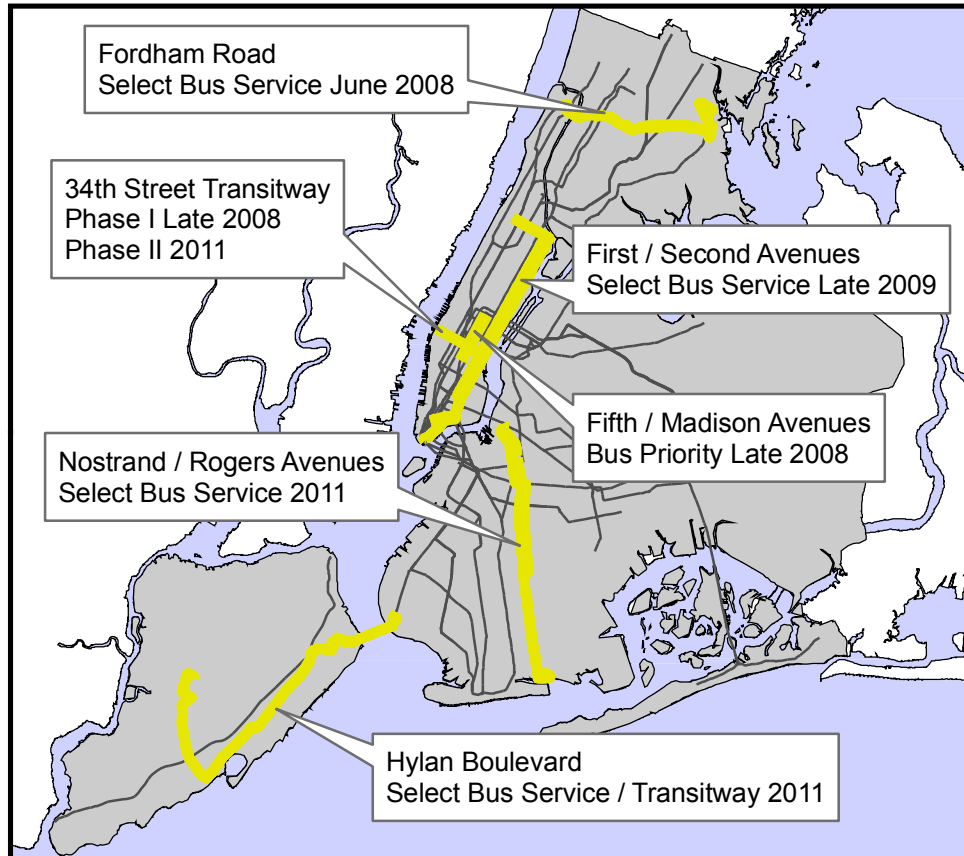 Fordham Road
Select Bus Service June 2008
34th Street Transitway
Phase I Late 2008
Phase II 2011
First / Second Avenues
Select Bus Service Late 2009
Fifth / Madison Avenues
Bus Priority Late 2008
Nostrand / Rogers Avenues
Select Bus Service 2011
Hylan Boulevard
Select Bus Service / Transitway 2011